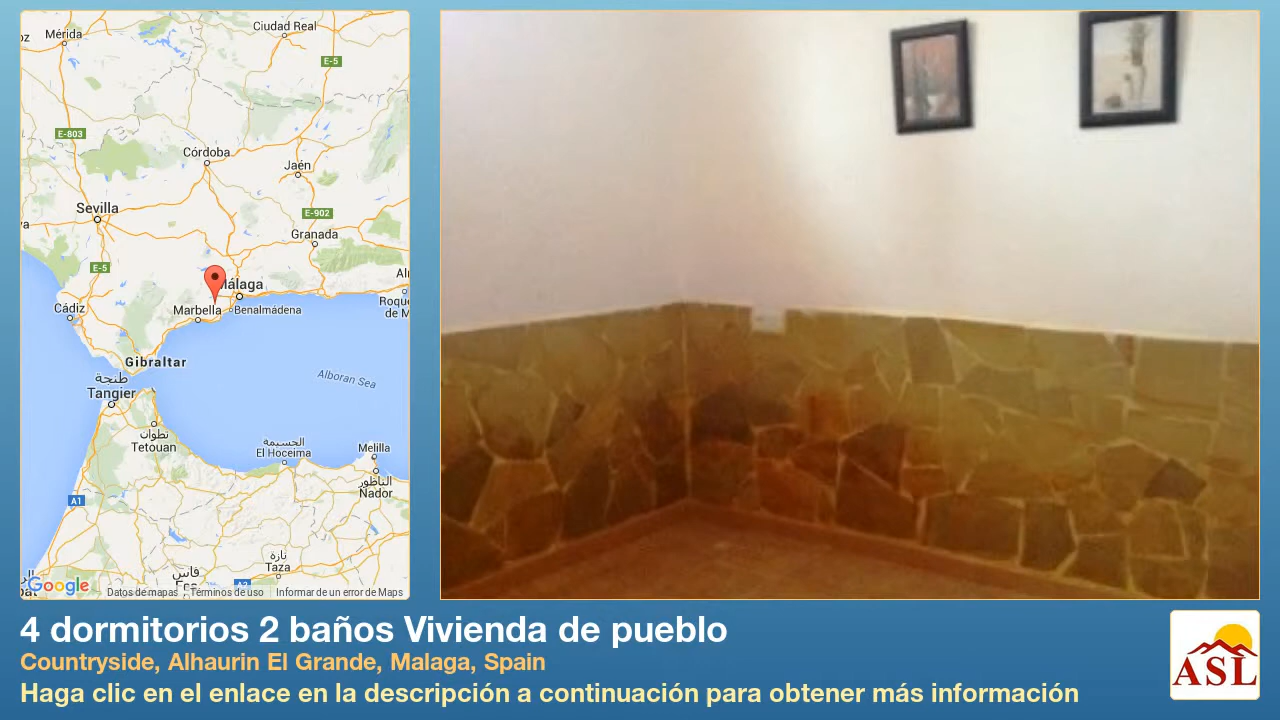 Ciudad Real
Mérida
E-5
E-803
Córdoba
Jaén
Sevilla
E-902
Granada
E-5
Málaga
Cádiz
Marbella
Benalmádena
Roque
de M
Gibraltar
Alboran Sea
طنجة
Tangier
تطوان
Tetouan
الحسيمة
El Hoceima
Melilla
الناظور
Nador
A1
تازة
Taza
فاس
Fes
A2
Google
Datos de mapas
Términos de uso
Informar de un error de Maps
4 dormitorios 2 baños Vivienda de pueblo
Countryside, Alhaurin El Grande, Malaga, Spain
Haga clic en el enlace en la descripción a continuación para obtener más información
ASL